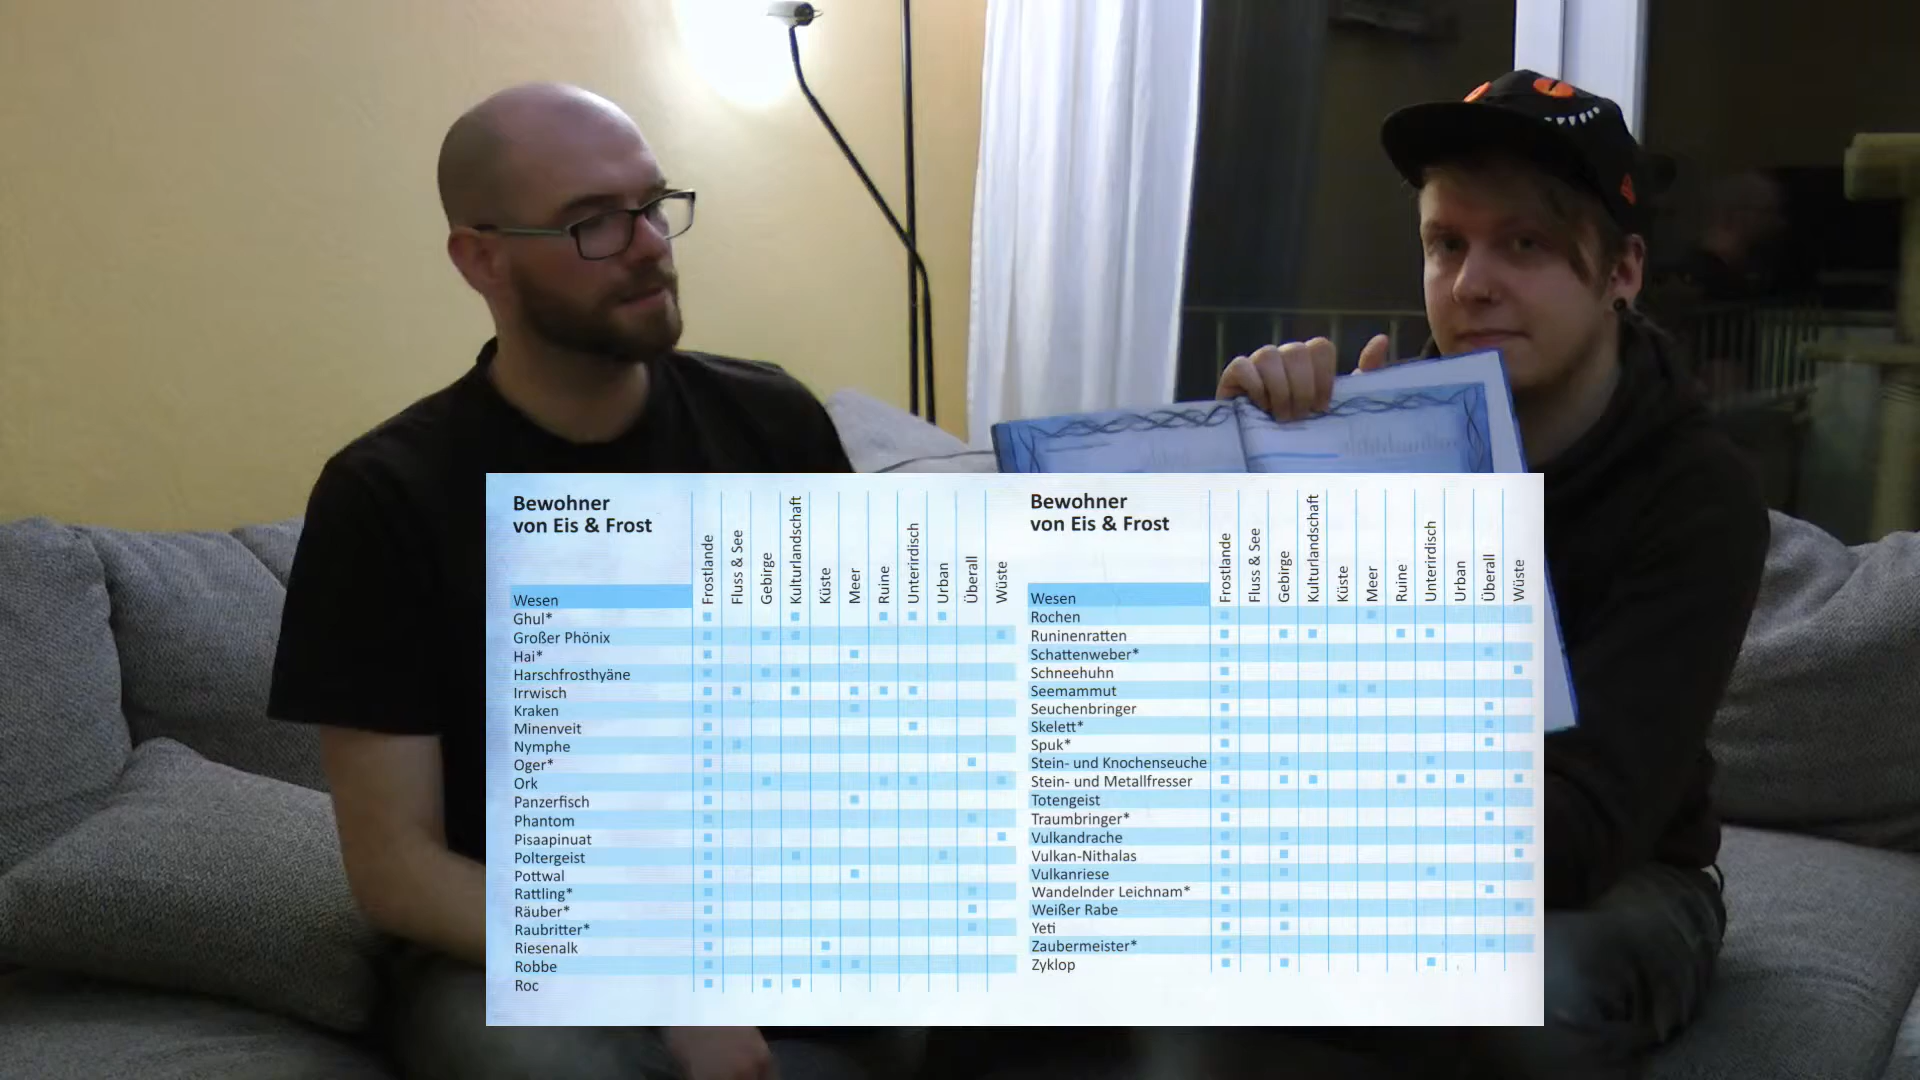 Bewohner
von Eis & Frost
Wesen
Frostlande
Fluss & See
Gebirge
Kulturlandschaft
Küste
Meer
Ruine
Unterirdisch
Urban
Überall
Wüste
Ghul*
Großer Phönix
Hai*
Harschfrosthyäne
Irrwisch
Kraken
Minenveit
Nymphe
Oger*
Ork
Panzerfisch
Phantom
Pisaapinuat
Poltergeist
Pottwal
Rattling*
Räuber*
Raubritter*
Riesenalk
Robbe
Roc
Bewohner
von Eis & Frost
Wesen
Frostlande
Fluss & See
Gebirge
Kulturlandschaft
Küste
Meer
Ruine
Unterirdisch
Urban
Überall
Wüste
Rochen
Runinenratten
Schattenweber*
Schneehuhn
Seemammut
Seuchenbringer
Skelett*
Spuk*
Stein- und Knochenseuche
Stein- und Metallfresser
Totengeist
Traumbringer*
Vulkandrache
Vulkan-Nithalas
Vulkanriese
Wandelnder Leichnam*
Weißer Rabe
Yeti
Zaubermeister*
Zyklop